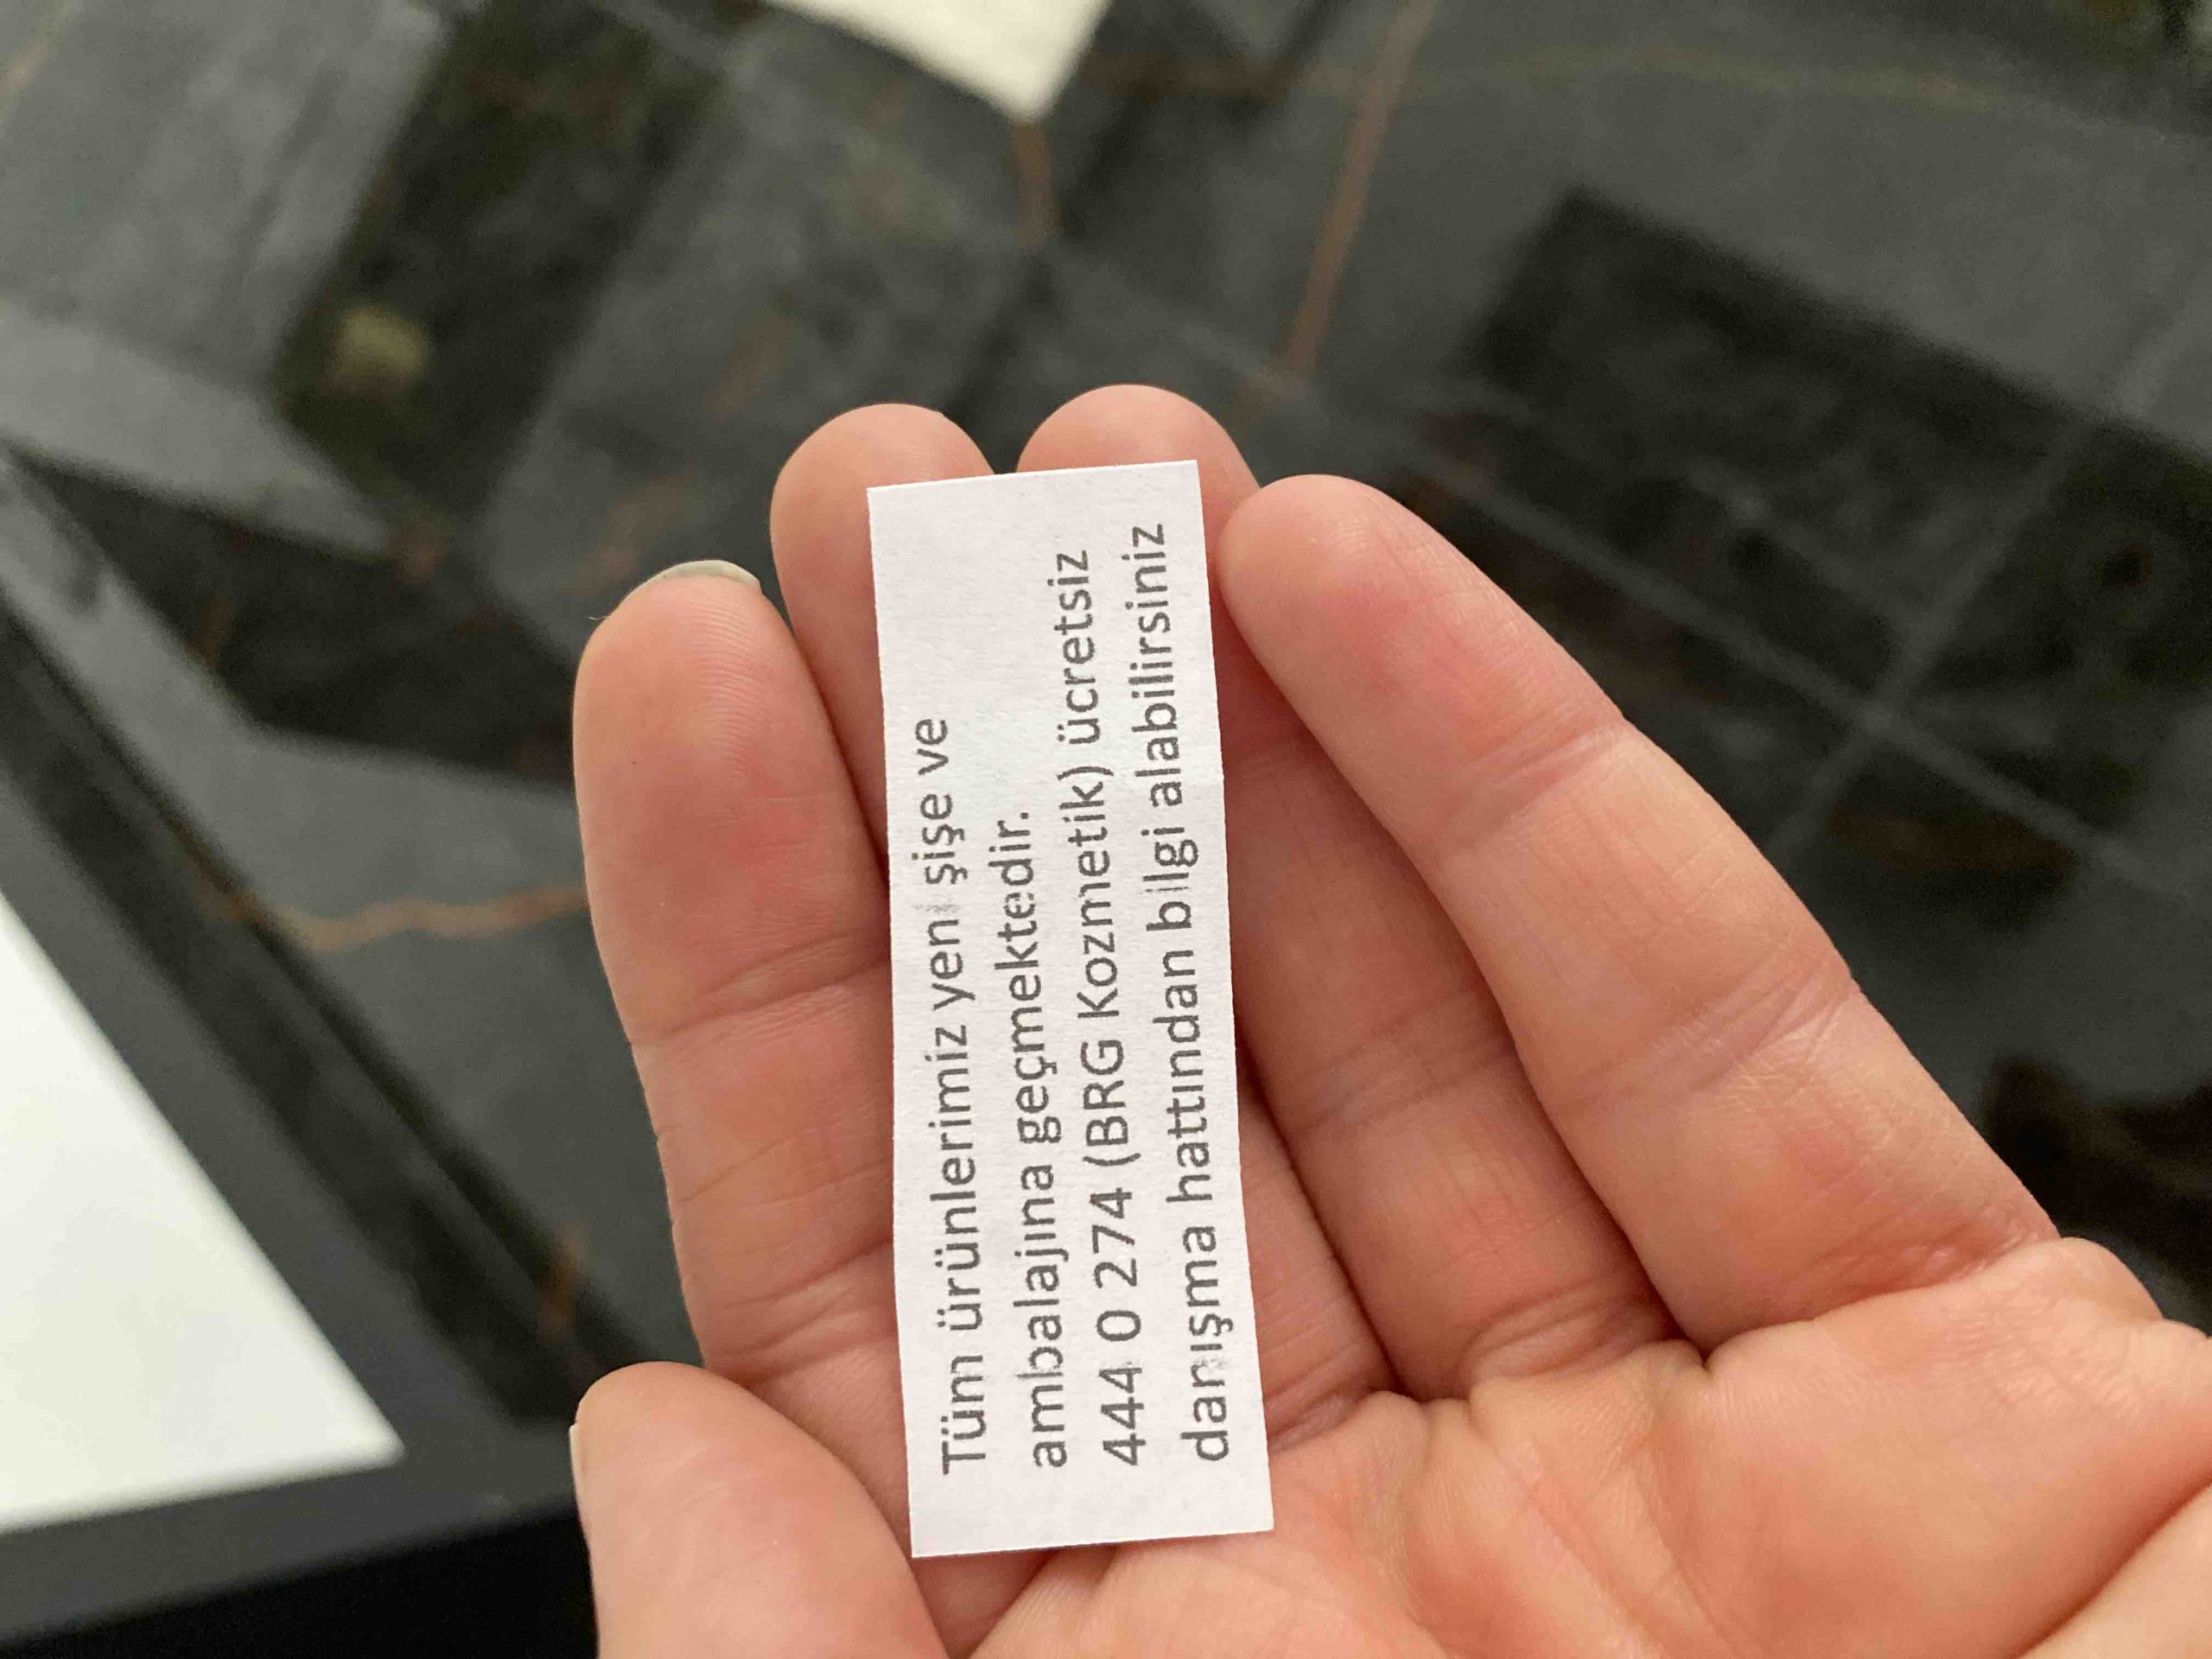 Tüm ürünlerimiz yeni şişe ve
ambalajına geçmektedir.
444 0 274 (BRG Kozmetik) ücretsiz
danışma hattından bilgi alabilirsiniz